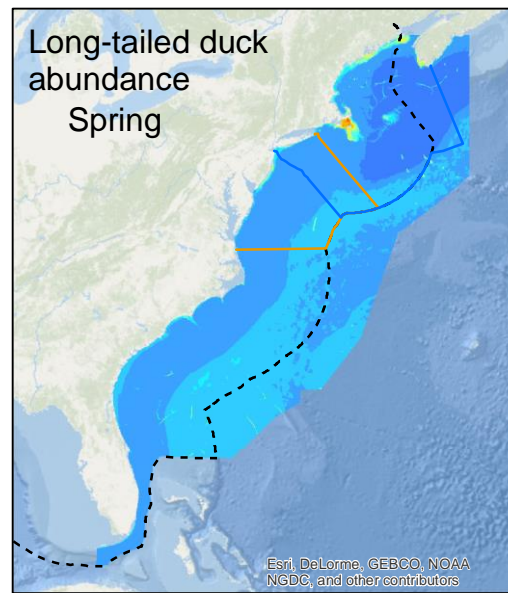 Long-tailed duck
abundance
Spring
Esri, DeLorme, GEBCO, NOAA
NGDC, and other contributors